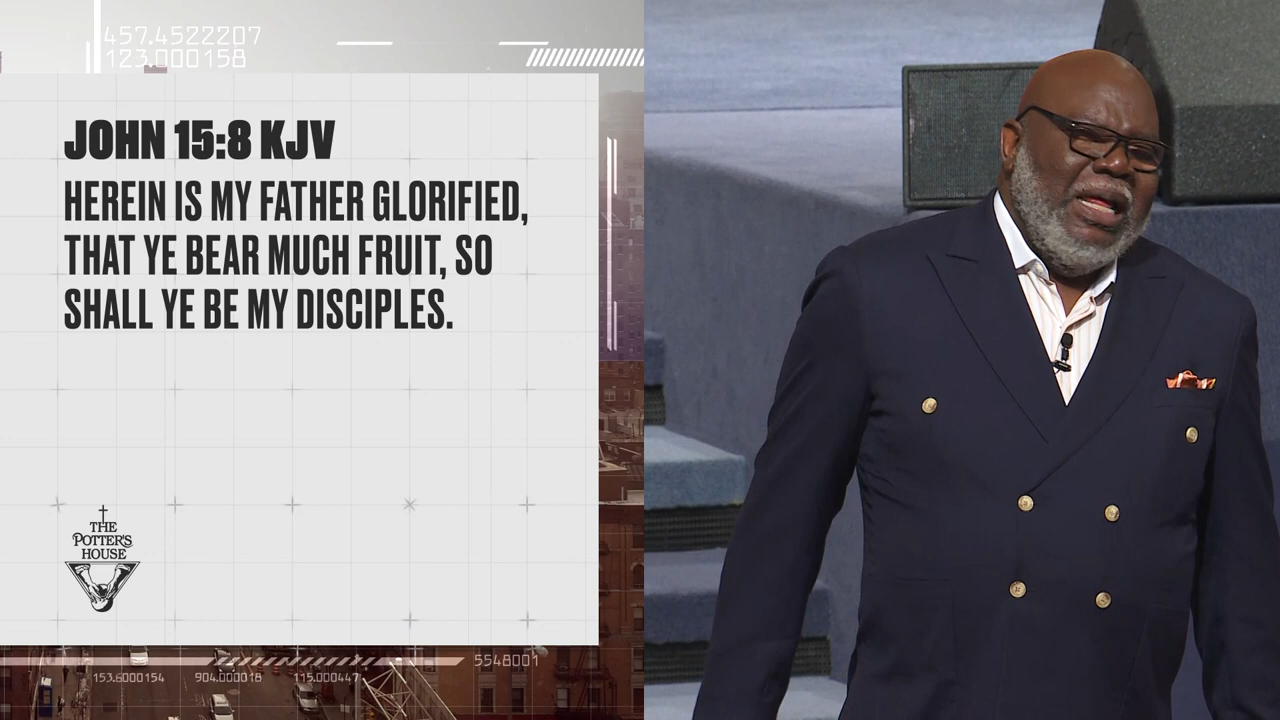 457.4522207
123.000158
JOHN 15:8 KJV
HEREIN IS MY FATHER GLORIFIED,
THAT YE BEAR MUCH FRUIT, SO
SHALL YE BE MY DISCIPLES.
THE
POTTER'S
HOUSE
5548001
153.6000154 904.000018 115.000447